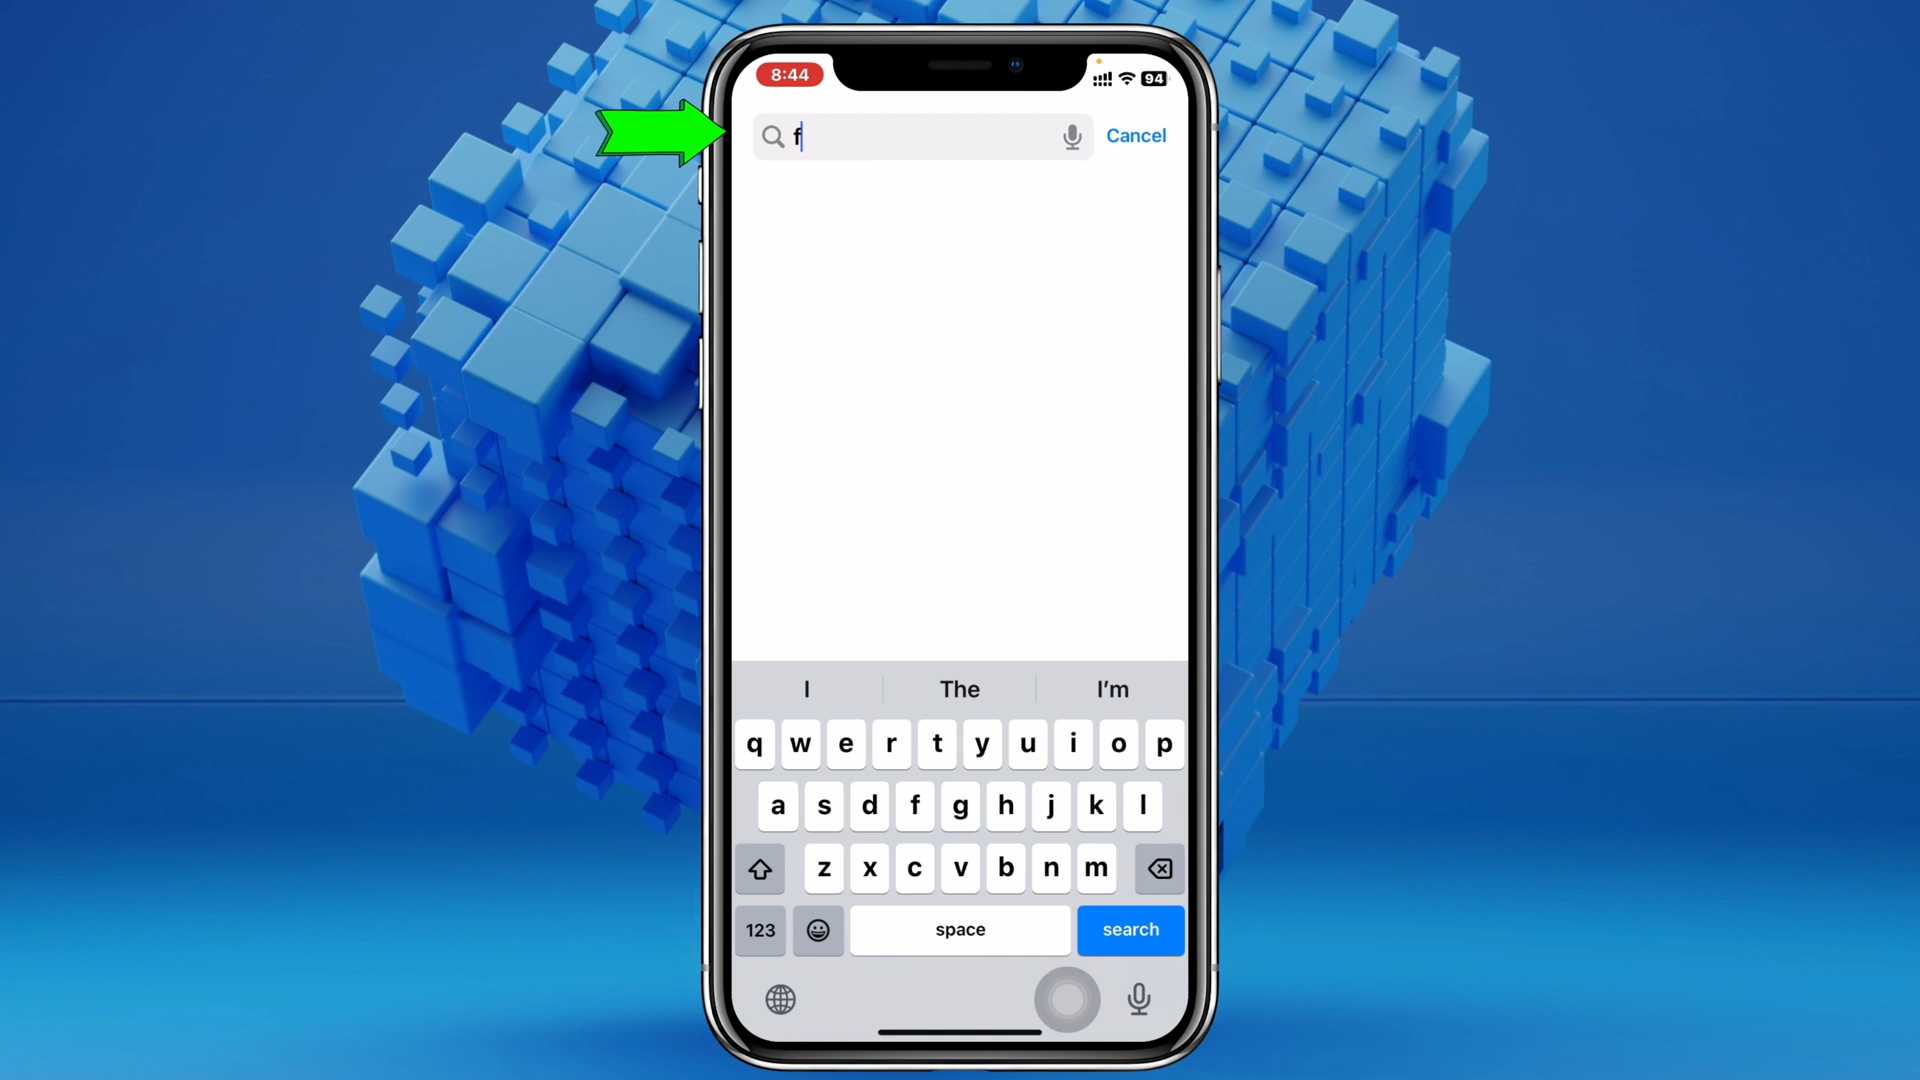 8:44
94
f
Cancel
I
The
I'm
q w e r t y u i o p
a s d f g h j k l
z x c v b n m
123
space
search